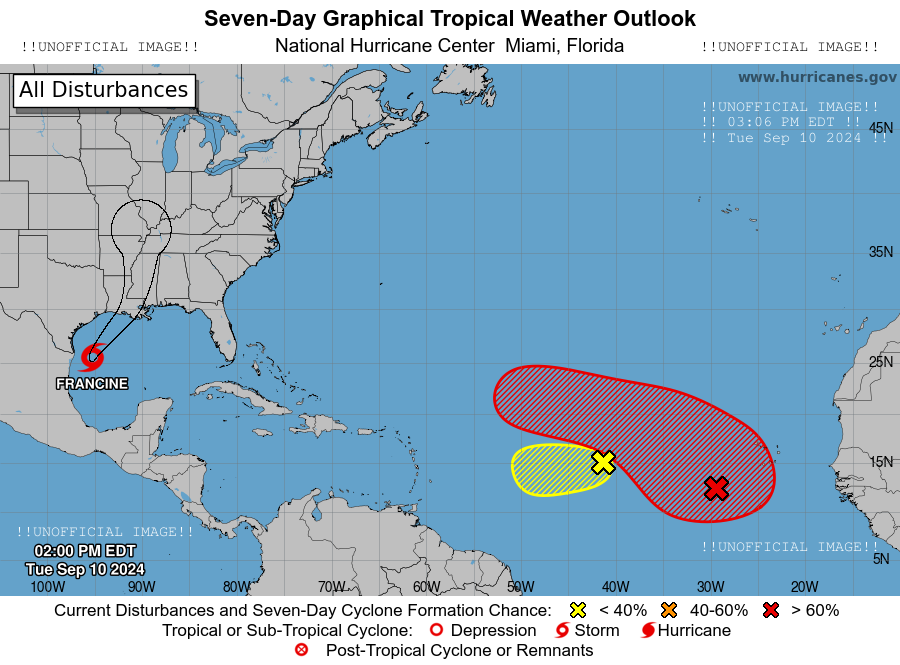 Seven-Day Graphical Tropical Weather Outlook
!!UNOFFICIAL IMAGE!! National Hurricane Center Miami, Florida !!UNOFFICIAL IMAGE!!
All Disturbances
www.hurricanes.gov
!!UNOFFICIAL IMAGE!!
!! 03:06 PM EDT !!
!! Tue Sep 10 2024 !!
45N
35N
25N
FRANCINE
15N
!!UNOFFICIAL IMAGE!!
!!UNOFFICIAL IMAGE!!
02:00 PM EDT
Tue Sep 10 2024
5N
100W 90W 80W 70W 60W 50W 40W 30W 20W
Current Disturbances and Seven-Day Cyclone Formation Chance: < 40% 40-60% > 60%
Tropical or Sub-Tropical Cyclone: Depression Storm Hurricane
Post-Tropical Cyclone or Remnants